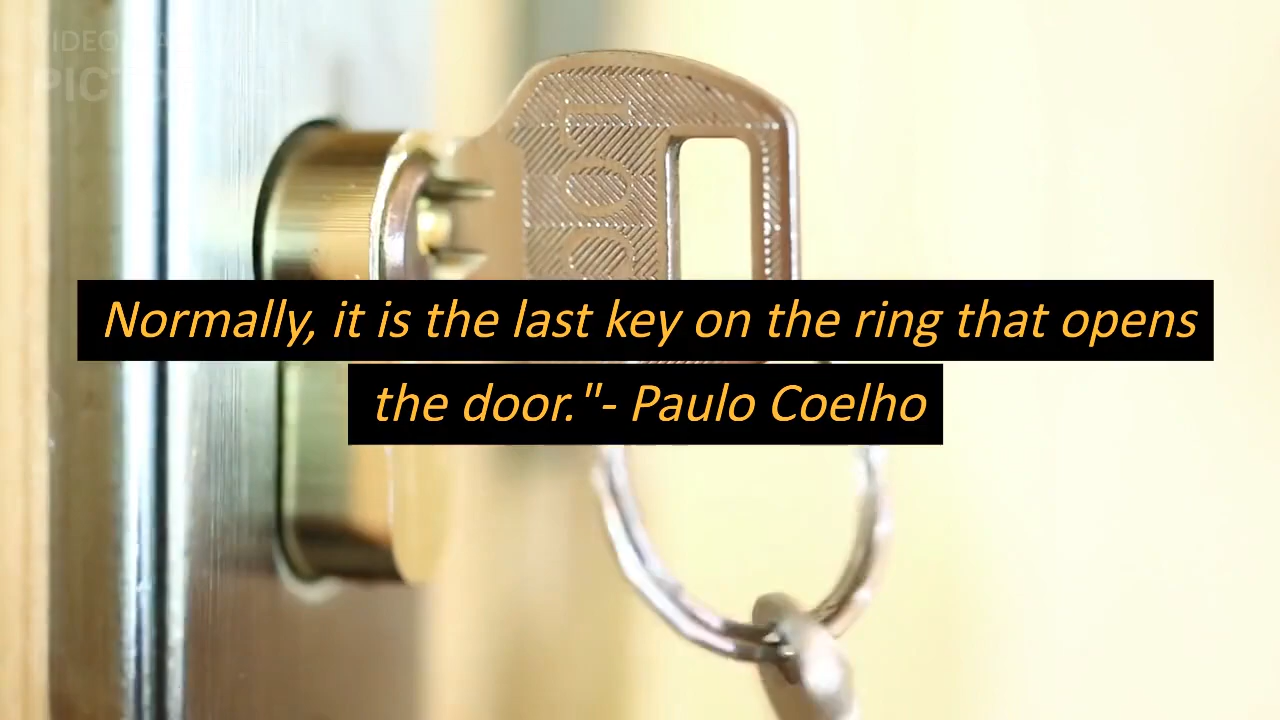 Normally, it is the last key on the ring that opens
the door."- Paulo Coelho